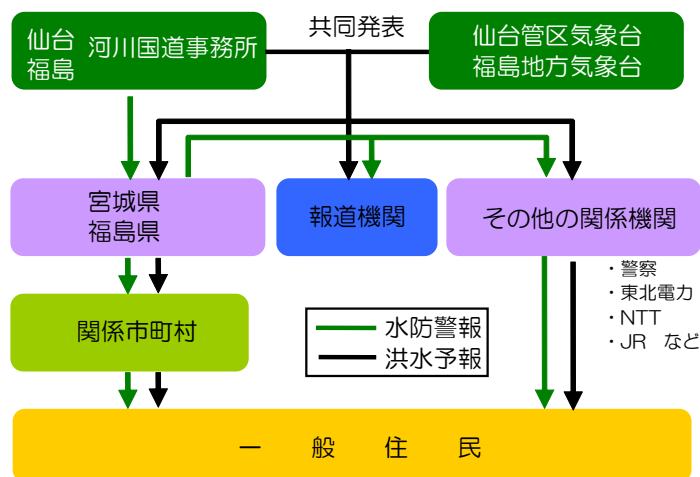 仙台
福島
河川国道事務所
共同発表
仙台管区気象台
福島地方気象台
宮城県
福島県
報道機関
その他の関係機関
・警察
・東北電力
・NTT
・JR など
関係市町村
水防警報
洪水予報
一般住民